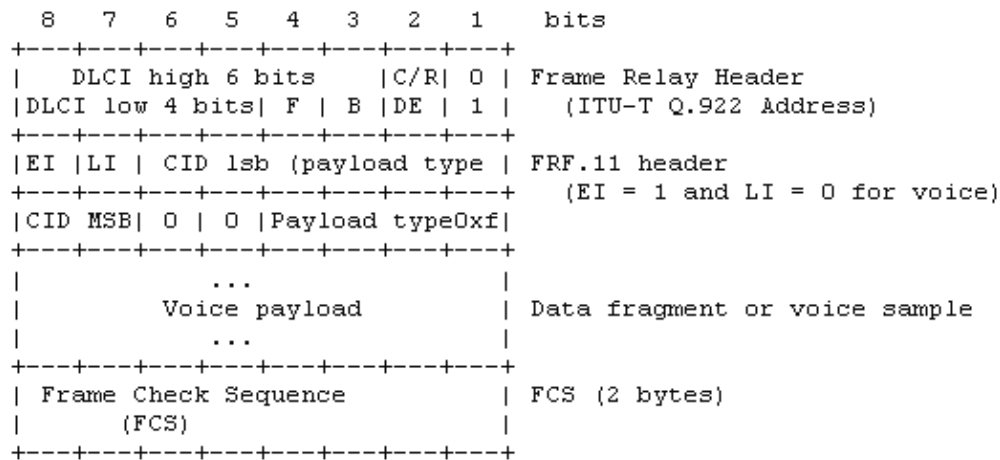 8 7 6 5 4 3 2 1 bits
+---+---+---+---+---+---+---+---+
| DLCI high 6 bits |C/R| 0 | Frame Relay Header
|DLCI low 4 bits| F | B |DE | 1 | (ITU-T Q.922 Address)
+---+---+---+---+---+---+---+---+
|EI |LI | CID lsb (payload type | FRF.11 header
+---+---+---+---+---+---+---+---+ (EI = 1 and LI = 0 for voice)
|CID MSB| 0 | 0 |Payload type0xf|
+---+---+---+---+---+---+---+---+
| ... |
| Voice payload | Data fragment or voice sample
| ... |
+---+---+---+---+---+---+---+---+
| Frame Check Sequence | FCS (2 bytes)
| (FCS) |
+---+---+---+---+---+---+---+---+